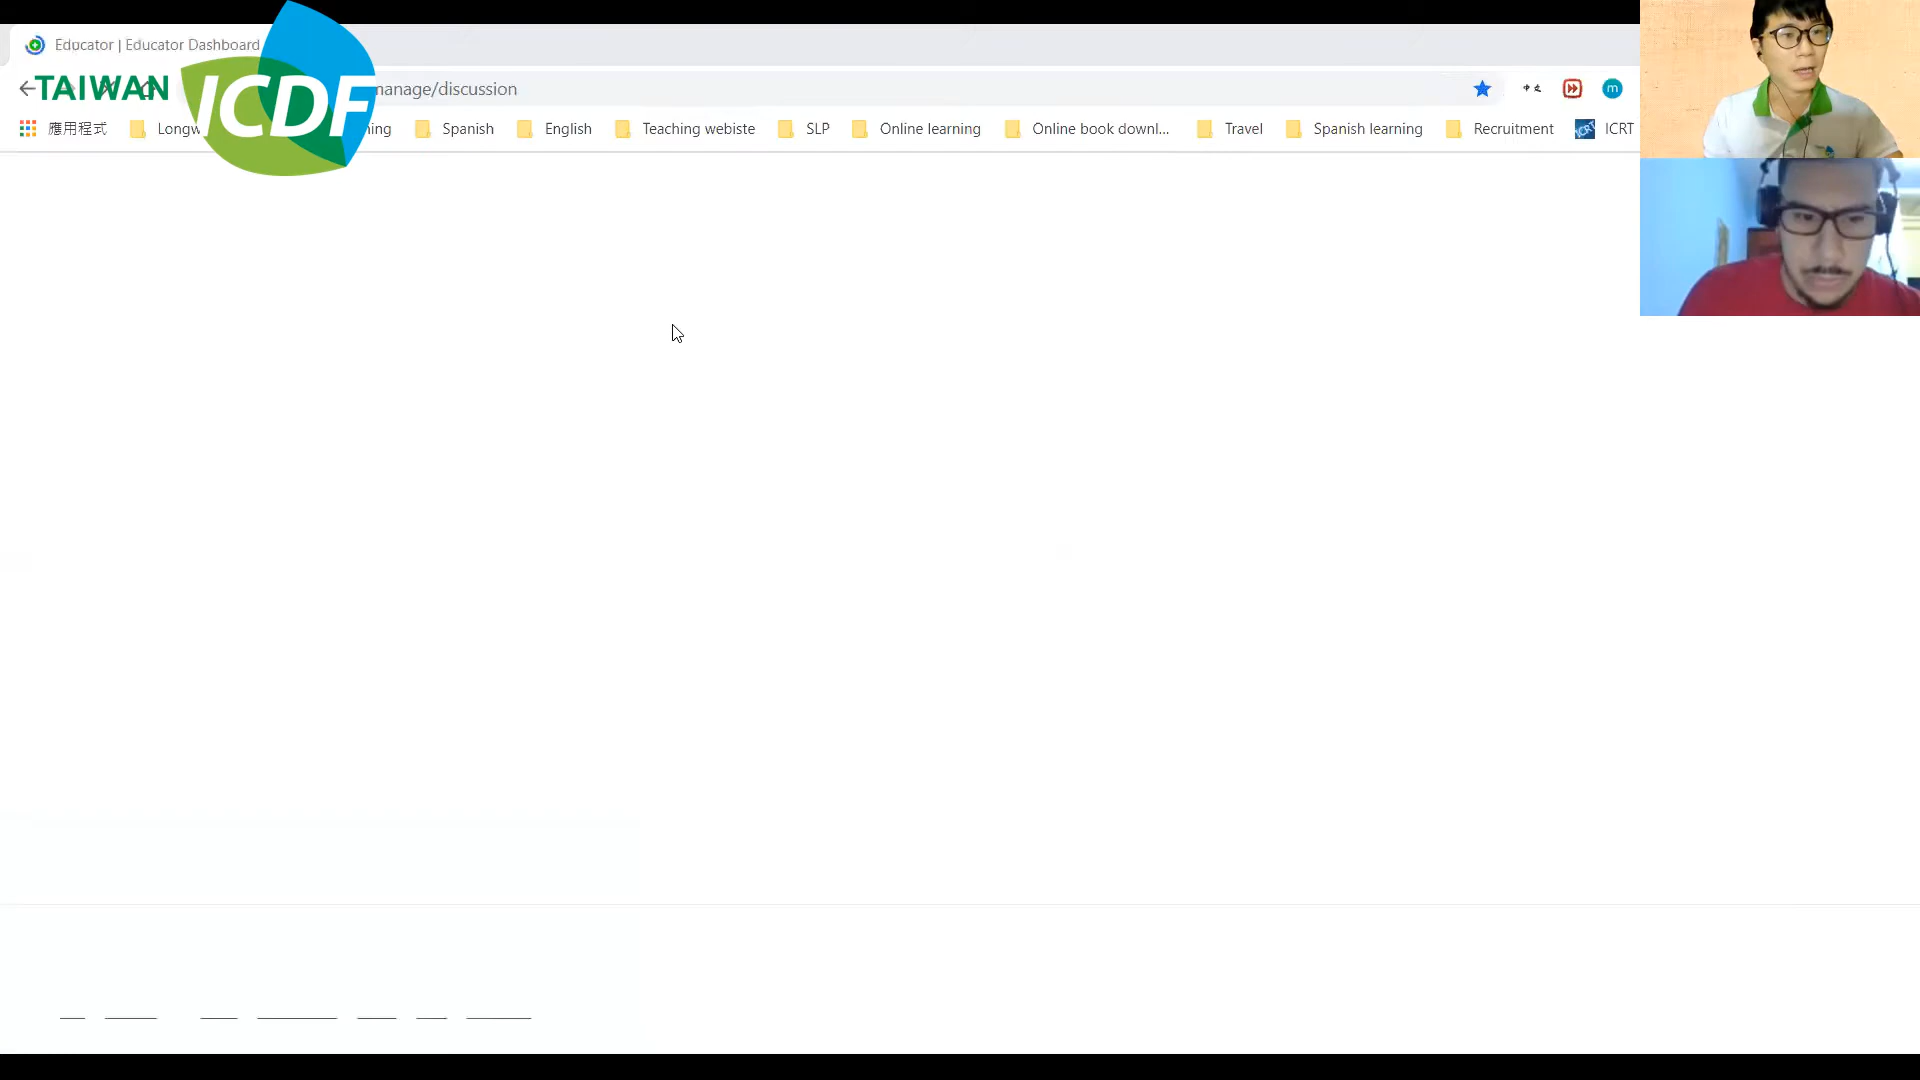 Educator | Educator Dashboard
TAIWAN ICDF
manage/discussion
m
應用程式
Longw
ning
Spanish
English
Teaching webiste
SLP
Online learning
Online book downl...
Travel
Spanish learning
Recruitment
ICRT
ICRT